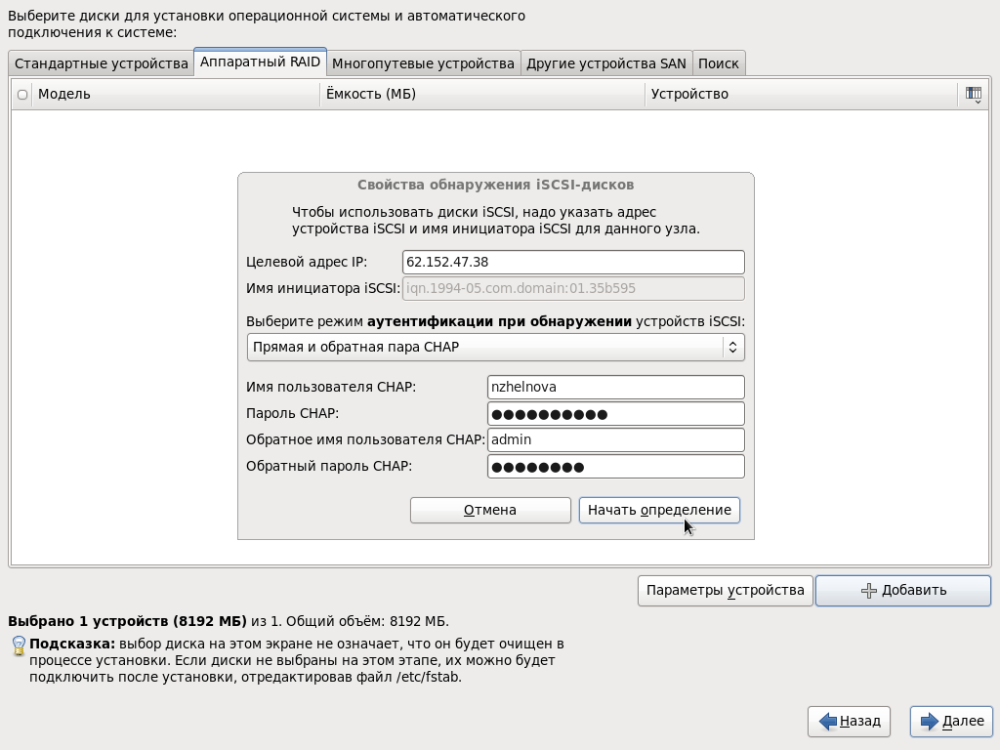 Выберите диски для установки операционной системы и автоматического
подключения к системе:
Стандартные устройства Аппаратный RAID Многопутевые устройства Другие устройства SAN Поиск
Модель Ёмкость (МБ) Устройство
Свойства обнаружения iSCSI-дисков
Чтобы использовать диски iSCSI, надо указать адрес
устройства iSCSI и имя инициатора iSCSI для данного узла.
Целевой адрес IP: 62.152.47.38
Имя инициатора iSCSI: iqn.1994-05.com.domain:01.35b595
Выберите режим аутентификации при обнаружении устройств iSCSI:
Прямая и обратная пара CHAP
Имя пользователя CHAP: nzhelnova
Пароль CHAP: ●●●●●●●●●●
Обратное имя пользователя CHAP: admin
Обратный пароль CHAP: ●●●●●●●●
Отмена Начать определение
Параметры устройства Добавить
Выбрано 1 устройств (8192 МБ) из 1. Общий объём: 8192 МБ.
Подсказка: выбор диска на этом экране не означает, что он будет очищен в
процессе установки. Если диски не выбраны на этом этапе, их можно будет
подключить после установки, отредактировав файл /etc/fstab.
Назад Далее